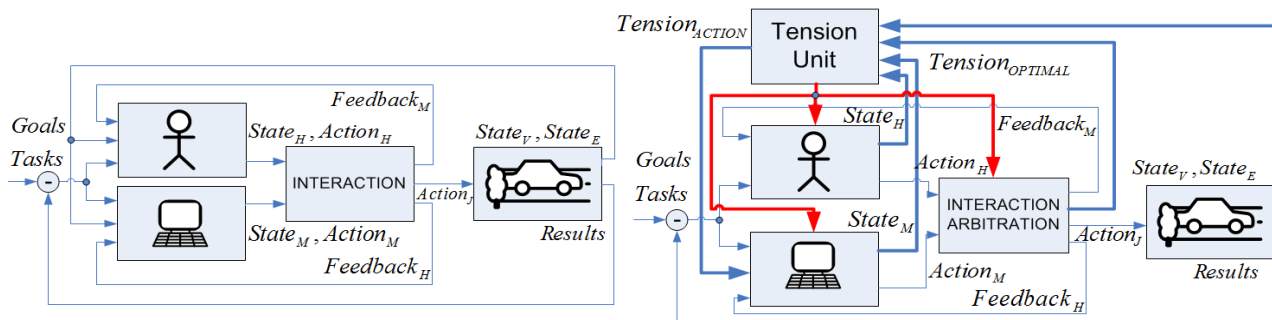 Goals
Tasks
-
Feedback_M
State_H, Action_H
INTERACTION
State_M, Action_M
Feedback_H
Action_J
State_V, State_E
Results
Tension_ACTION
Tension
Unit
Tension_OPTIMAL
State_H
Feedback_M
Goals
Tasks
-
Action_H
INTERACTION
ARBITRATION
State_M
Action_M
Feedback_H
Action_J
State_V, State_E
Results